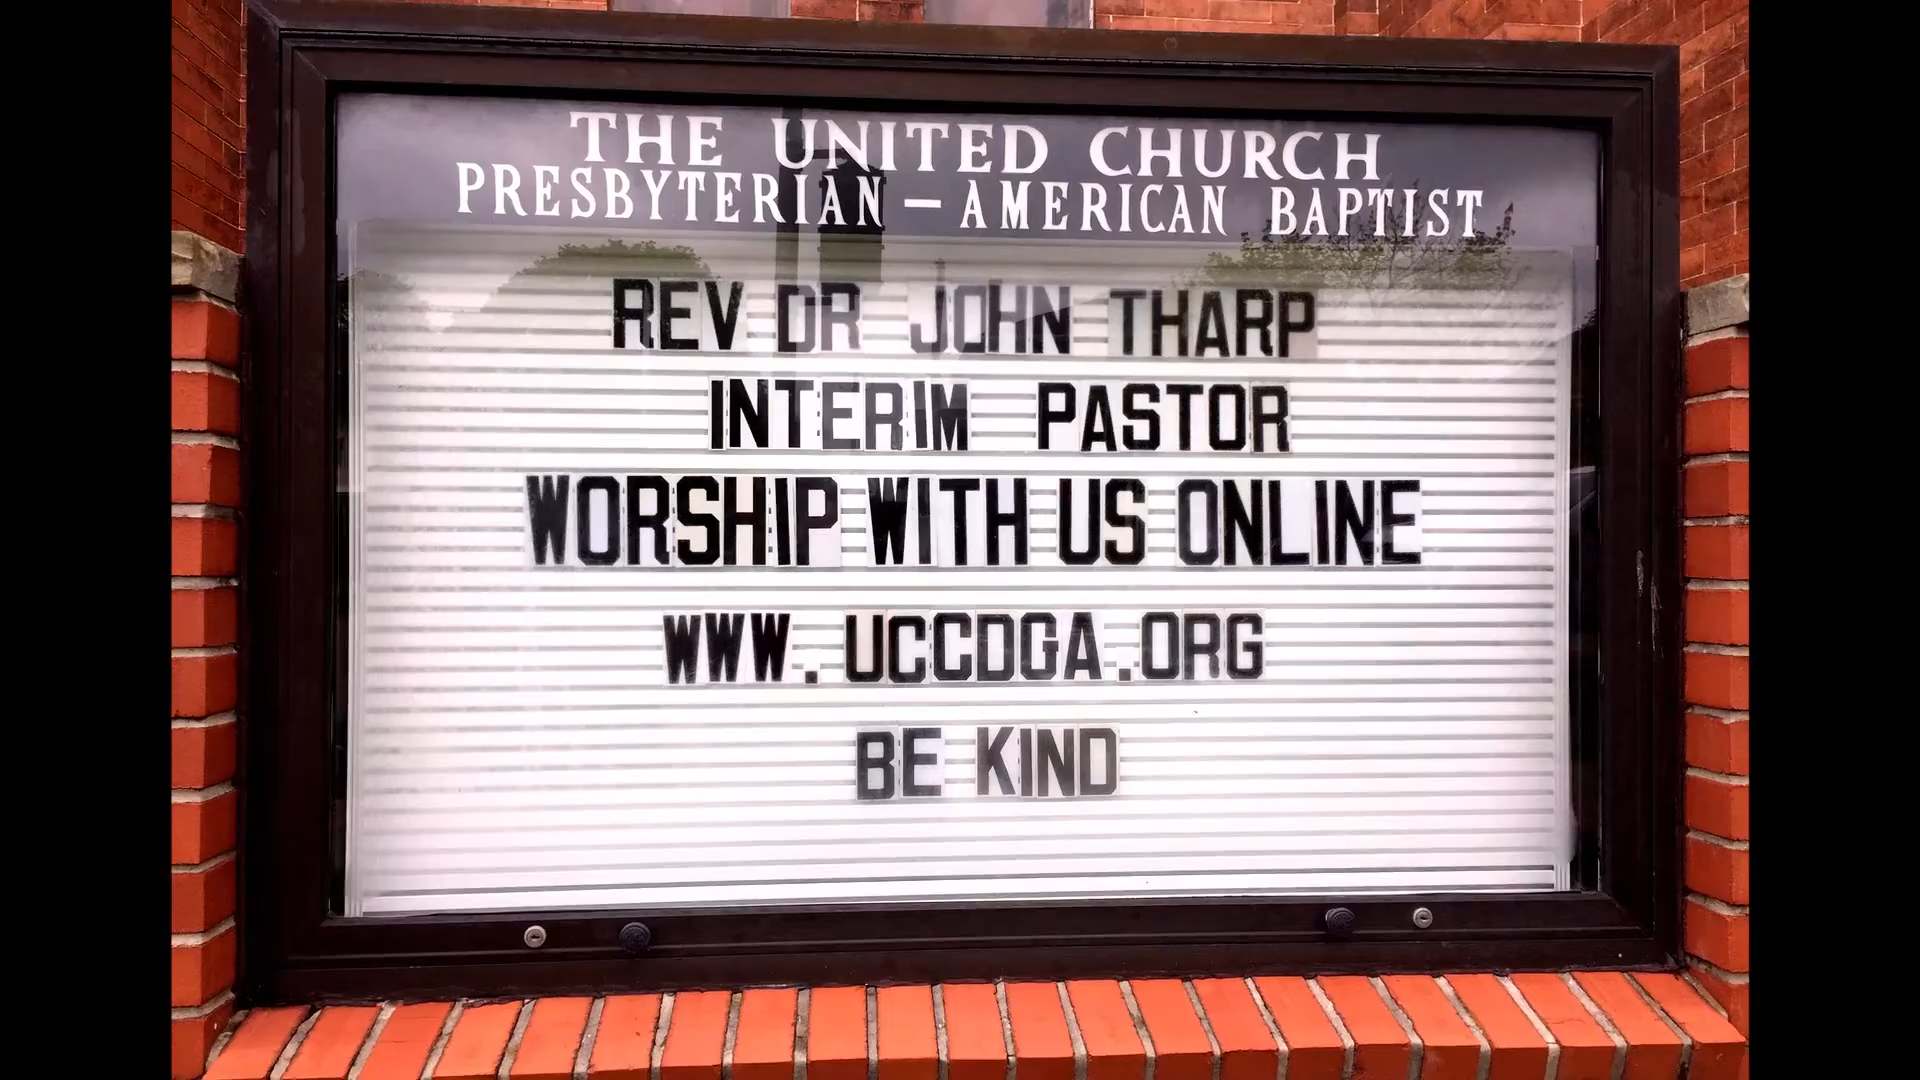 THE UNITED CHURCH
PRESBYTERIAN – AMERICAN BAPTIST
REV DR JOHN THARP
INTERIM PASTOR
WORSHIP WITH US ONLINE
WWW.UCCDGA.ORG
BE KIND